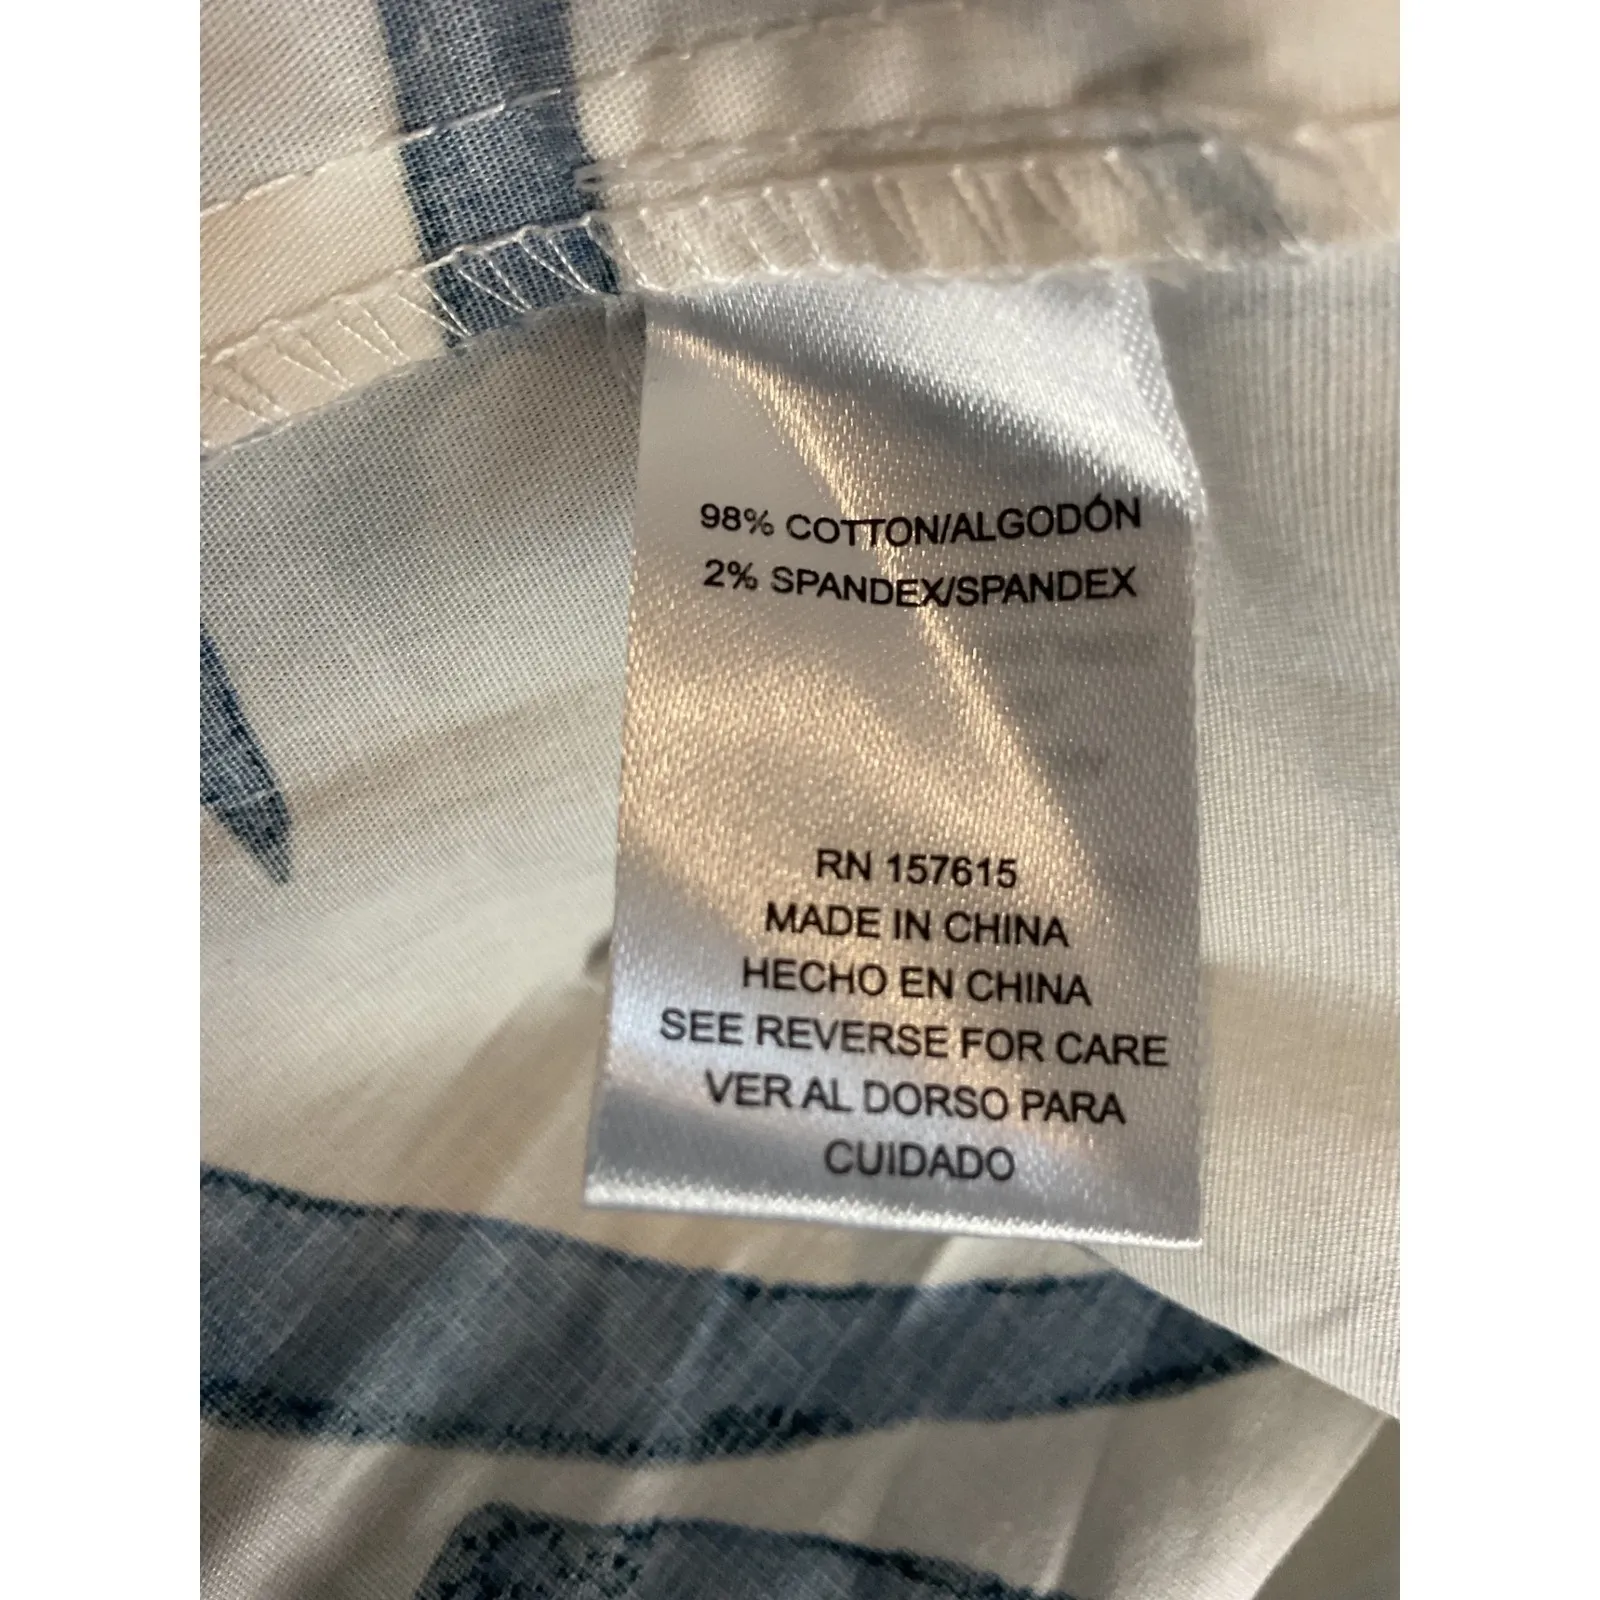 98% COTTON/ALGODÓN
2% SPANDEX/SPANDEX
RN 157615
MADE IN CHINA
HECHO EN CHINA
SEE REVERSE FOR CARE
VER AL DORSO PARA
CUIDADO